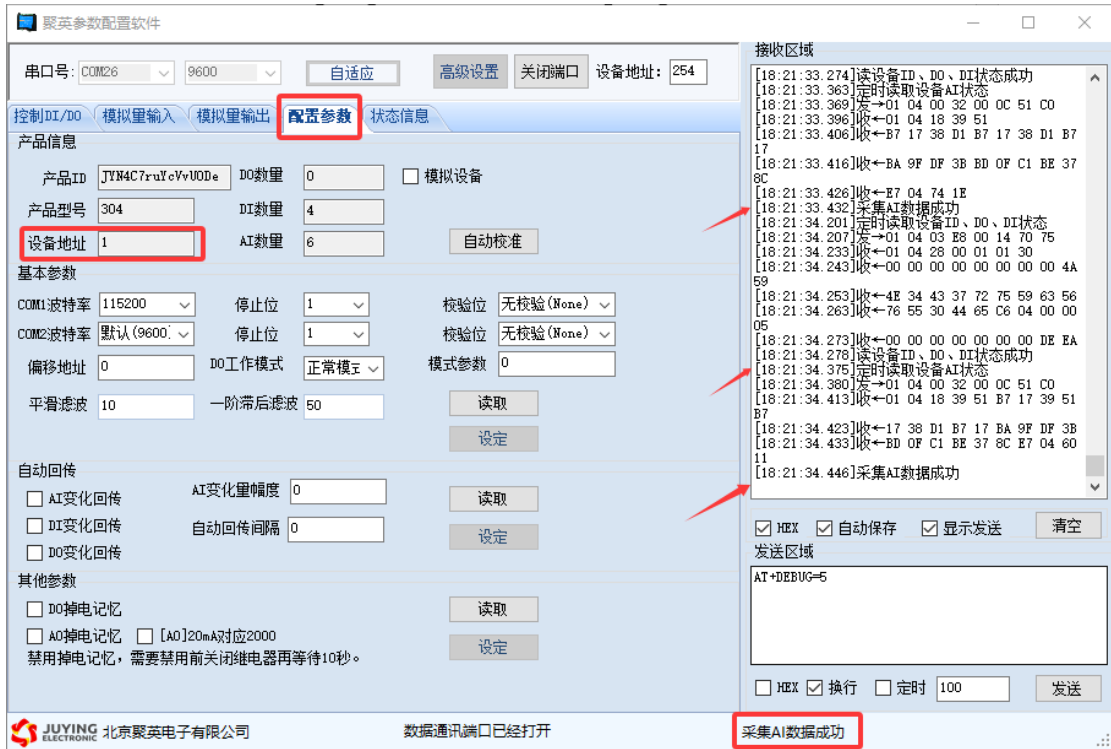 聚英参数配置软件
串口号: COM26 9600 自适应 高级设置 关闭端口 设备地址: 254
控制DI/DO 模拟量输入 模拟量输出 配置参数 状态信息
产品信息
产品ID JYN4C7ruYcVvU0De DO数量 0 模拟设备
产品型号 304 DI数量 4
设备地址 1 AI数量 6 自动校准
基本参数
COM1波特率 115200 停止位 1 校验位 无校验(None)
COM2波特率 默认(9600) 停止位 1 校验位 无校验(None)
偏移地址 0 DO工作模式 正常模式 模式参数 0
平滑滤波 10 一阶滞后滤波 50 读取
设定
自动回传
AI变化回传 AI变化量幅度 0 读取
DI变化回传 自动回传间隔 0 设定
DO变化回传
其他参数
DO掉电记忆 读取
AO掉电记忆 [AO]20mA对应2000 设定
禁用掉电记忆，需要禁用前关闭继电器再等待10秒。
接收区域
[18:21:33.274]读设备ID、DO、DI状态成功
[18:21:33.363]定时读取设备AI状态
[18:21:33.369]发→01 04 00 32 00 0C 51 C0
[18:21:33.396]收←01 04 18 39 51
[18:21:33.406]收←B7 17 38 D1 B7 17 38 D1 B7
17
[18:21:33.416]收←BA 9F DF 3B BD 0F C1 BE 37
8C
[18:21:33.426]收←E7 04 74 1E
[18:21:33.432]采集AI数据成功
[18:21:34.201]定时读取设备ID、DO、DI状态
[18:21:34.207]发→01 04 03 E8 00 14 70 75
[18:21:34.233]收←01 04 28 00 01 01 30
[18:21:34.243]收←00 00 00 00 00 00 00 00 4A
59
[18:21:34.253]收←4E 34 43 37 72 75 59 63 56
[18:21:34.263]收←76 55 30 44 65 C6 04 00 00
05
[18:21:34.273]收←00 00 00 00 00 00 00 DE EA
[18:21:34.278]读设备ID、DO、DI状态成功
[18:21:34.375]定时读取设备AI状态
[18:21:34.380]发→01 04 00 32 00 0C 51 C0
[18:21:34.413]收←01 04 18 39 51 B7 17 39 51
B7
[18:21:34.423]收←17 38 D1 B7 17 BA 9F DF 3B
[18:21:34.433]收←BD 0F C1 BE 37 8C E7 04 60
11
[18:21:34.446]采集AI数据成功
HEX 自动保存 显示发送 清空
发送区域
AT+DEBUG=5
HEX 换行 定时 100 发送
JUYING ELECTRONIC 北京聚英电子有限公司 数据通讯端口已经打开 采集AI数据成功